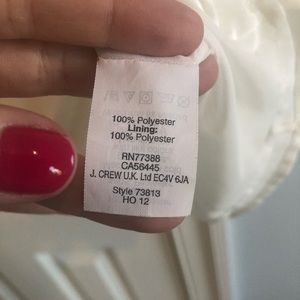 100% Polyester
Lining:
100% Polyester
RN77388
CA56445
J. CREW U.K. Ltd EC4V 6JA
Style 73813
HO 12